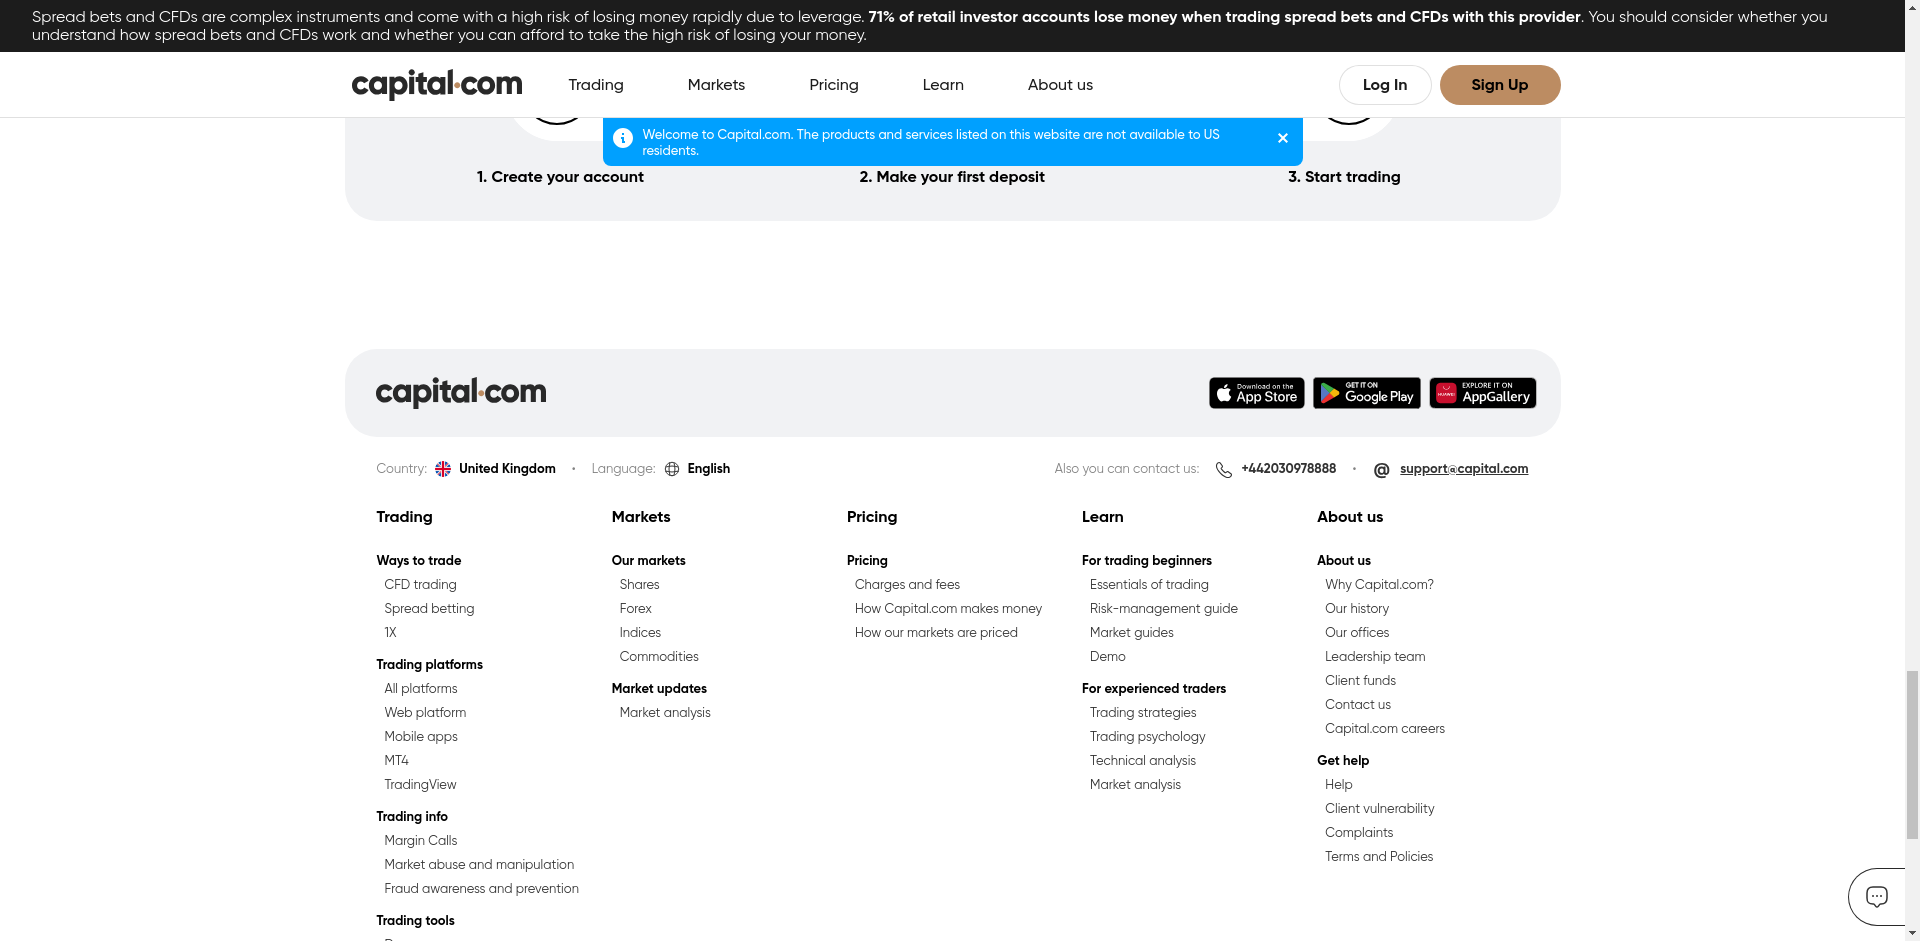 Spread bets and CFDs are complex instruments and come with a high risk of losing money rapidly due to leverage. 71% of retail investor accounts lose money when trading spread bets and CFDs with this provider. You should consider whether you
understand how spread bets and CFDs work and whether you can afford to take the high risk of losing your money.
capital.com
Trading
Markets
Pricing
Learn
About us
Log In
Sign Up
Welcome to Capital.com. The products and services listed on this website are not available to US
residents.
1. Create your account
2. Make your first deposit
3. Start trading
capital.com
Download on the
App Store
GET IT ON
Google Play
HUAWEI
EXPLORE IT ON
AppGallery
Country: United Kingdom
Language: English
Also you can contact us: +442030978888
support@capital.com
Trading
Ways to trade
CFD trading
Spread betting
1X
Trading platforms
All platforms
Web platform
Mobile apps
MT4
TradingView
Trading info
Margin Calls
Market abuse and manipulation
Fraud awareness and prevention
Trading tools
Markets
Our markets
Shares
Forex
Indices
Commodities
Market updates
Market analysis
Pricing
Pricing
Charges and fees
How Capital.com makes money
How our markets are priced
Learn
For trading beginners
Essentials of trading
Risk-management guide
Market guides
Demo
For experienced traders
Trading strategies
Trading psychology
Technical analysis
Market analysis
About us
About us
Why Capital.com?
Our history
Our offices
Leadership team
Client funds
Contact us
Capital.com careers
Get help
Help
Client vulnerability
Complaints
Terms and Policies